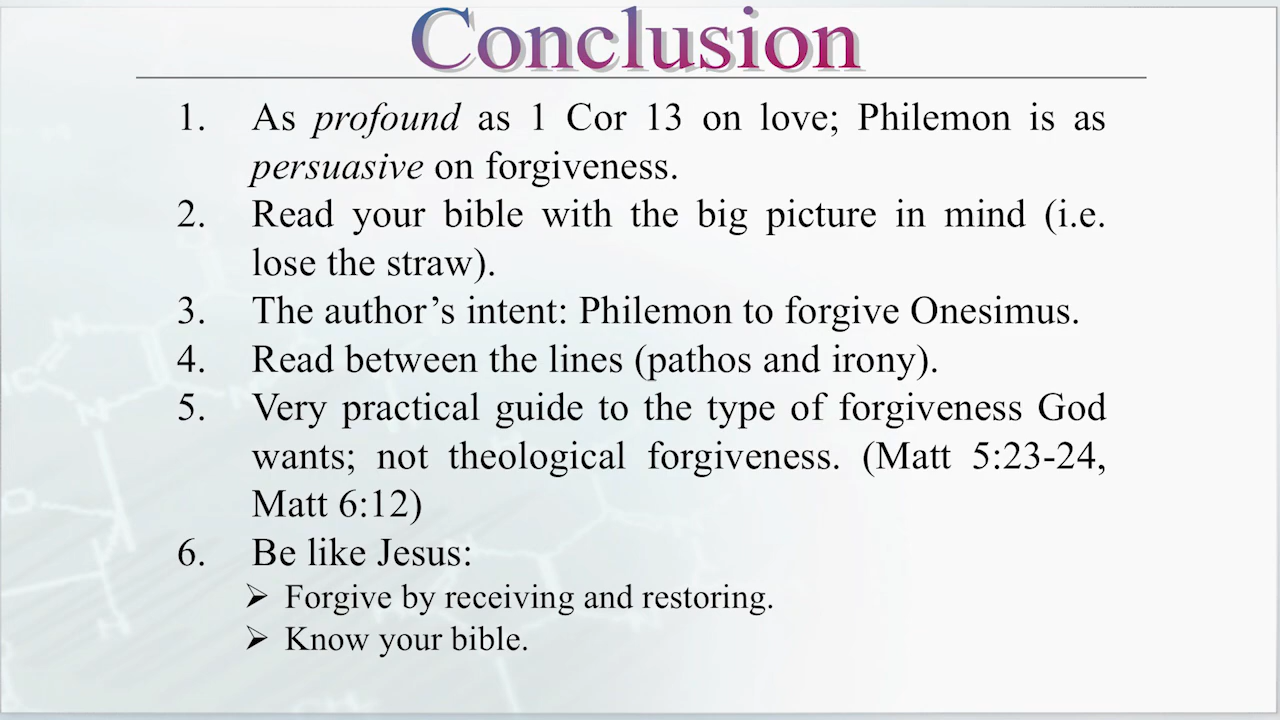 Conclusion
1. As profound as 1 Cor 13 on love; Philemon is as
persuasive on forgiveness.
2. Read your bible with the big picture in mind (i.e.
lose the straw).
3. The author’s intent: Philemon to forgive Onesimus.
4. Read between the lines (pathos and irony).
5. Very practical guide to the type of forgiveness God
wants; not theological forgiveness. (Matt 5:23-24,
Matt 6:12)
6. Be like Jesus:
➢ Forgive by receiving and restoring.
➢ Know your bible.